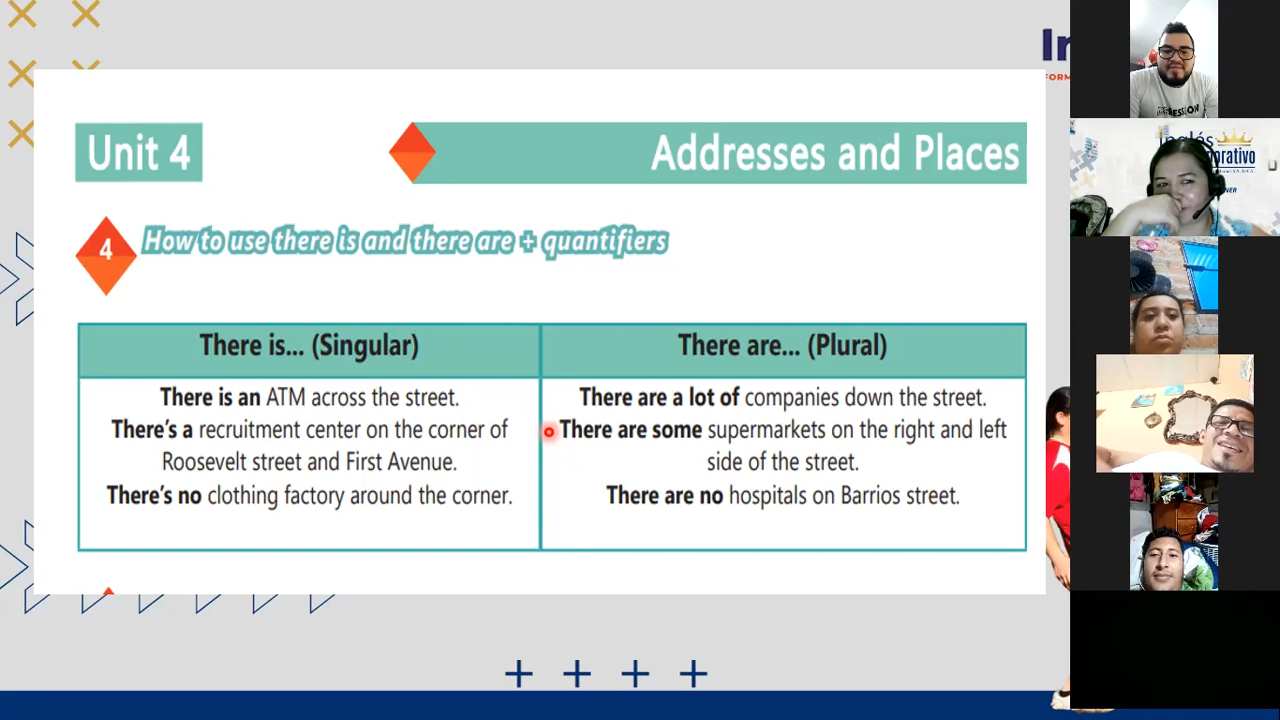 Unit 4
Addresses and Places
4
How to use there is and there are + quantifiers
There is... (Singular)
There are... (Plural)
There is an ATM across the street.
There's a recruitment center on the corner of
Roosevelt street and First Avenue.
There's no clothing factory around the corner.
There are a lot of companies down the street.
There are some supermarkets on the right and left
side of the street.
There are no hospitals on Barrios street.
In
FORM
Inglés